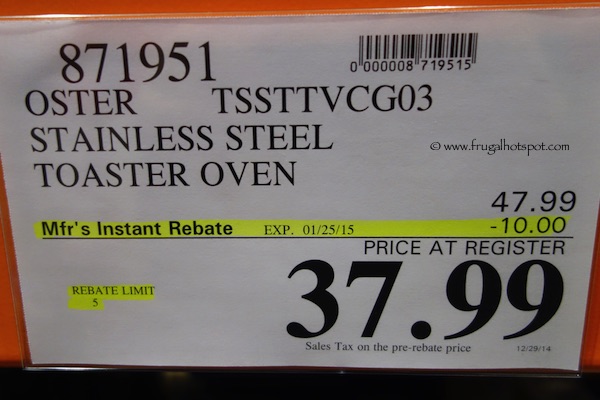 871951
0 000008 719515
OSTER TSSTTVCG03
STAINLESS STEEL
© www.frugalhotspot.com
TOASTER OVEN
47.99
Mfr's Instant Rebate EXP. 01/25/15 -10.00
PRICE AT REGISTER
REBATE LIMIT
5
37.99
Sales Tax on the pre-rebate price 12/29/14